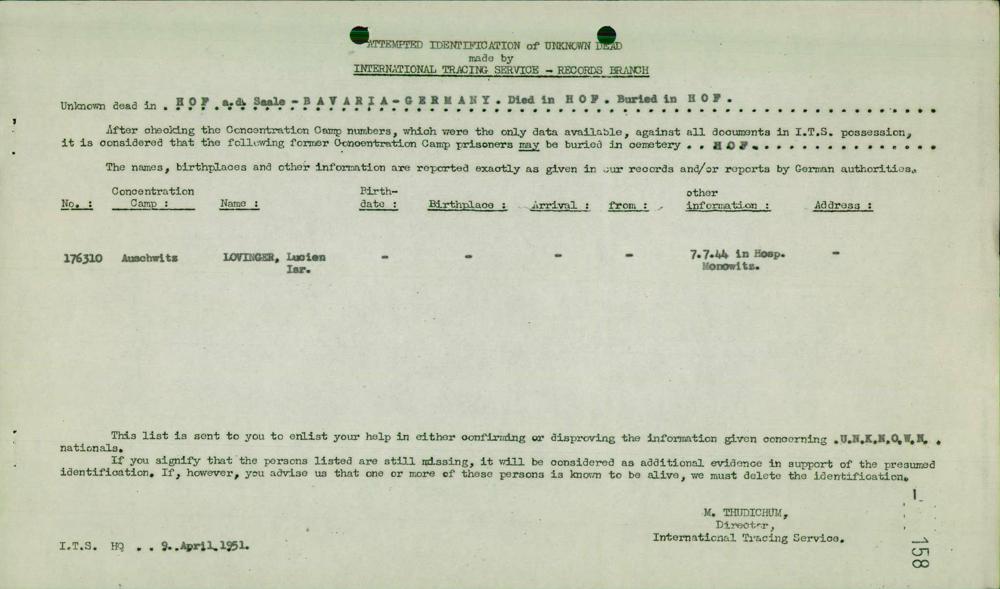 ATTEMPTED IDENTIFICATION of UNKNOWN DEAD
made by
INTERNATIONAL TRACING SERVICE - RECORDS BRANCH
Unknown dead in . HOF a.d. Saale - BAVARIA - GERMANY. Died in HOF. Buried in HOF.
After checking the Concentration Camp numbers, which were the only data available, against all documents in I.T.S. possession,
it is considered that the following former Concentration Camp prisoners may be buried in cemetery . . HOF. . . . . . . . . . . . . . .
The names, birthplaces and other information are reported exactly as given in our records and/or reports by German authorities.
No. : Concentration Camp : Name : Birth-date : Birthplace : Arrival : from : other information : Address :
176310 Auschwitz LOVINGER, Lucien - - - - 7.7.44 in Hosp. -
Isr. Monowitz.
This list is sent to you to enlist your help in either confirming or disproving the information given concerning .U.N.K.N.O.W.N. .
nationals.
If you signify that the persons listed are still missing, it will be considered as additional evidence in support of the presumed
identification. If, however, you advise us that one or more of these persons is known to be alive, we must delete the identification.
1
M. THUDICHUM,
Director,
International Tracing Service.
I.T.S. HQ . . 9. April 1951.
158